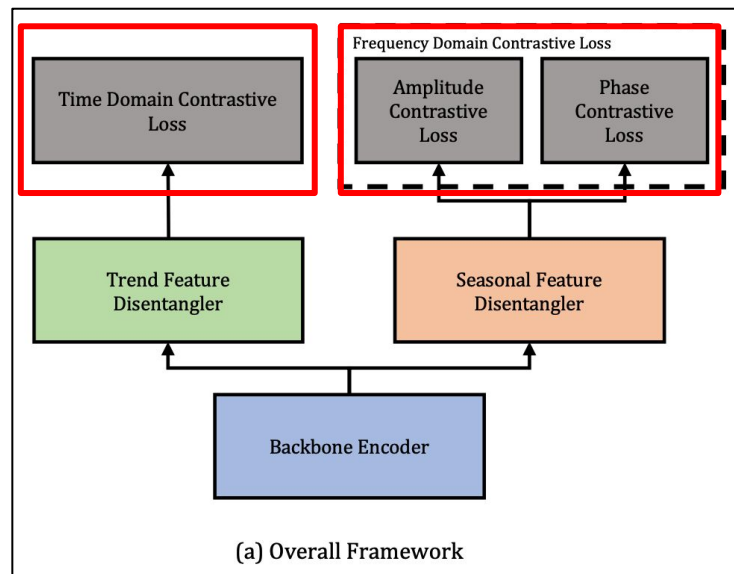 Frequency Domain Contrastive Loss
Time Domain Contrastive
Loss
Amplitude
Contrastive
Loss
Phase
Contrastive
Loss
Trend Feature
Disentangler
Seasonal Feature
Disentangler
Backbone Encoder
(a) Overall Framework